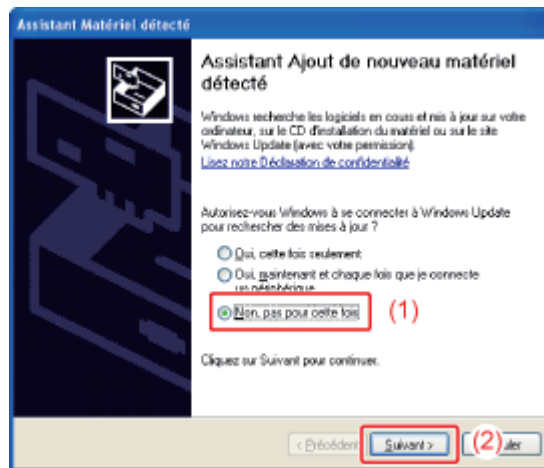 Assistant Matériel détecté
Assistant Ajout de nouveau matériel
détecté
Windows recherche les logiciels en cours et mis à jour sur votre
ordinateur, sur le CD d'installation du matériel ou sur le site
Windows Update (avec votre permission).
Lisez notre Déclaration de confidentialité
Autorisez-vous Windows à se connecter à Windows Update
pour rechercher des mises à jour ?
Oui, cette fois seulement
Oui, maintenant et chaque fois que je connecte
un périphérique
Non, pas pour cette fois (1)
Cliquez sur Suivant pour continuer.
< Précédent Suivant > (2) uler